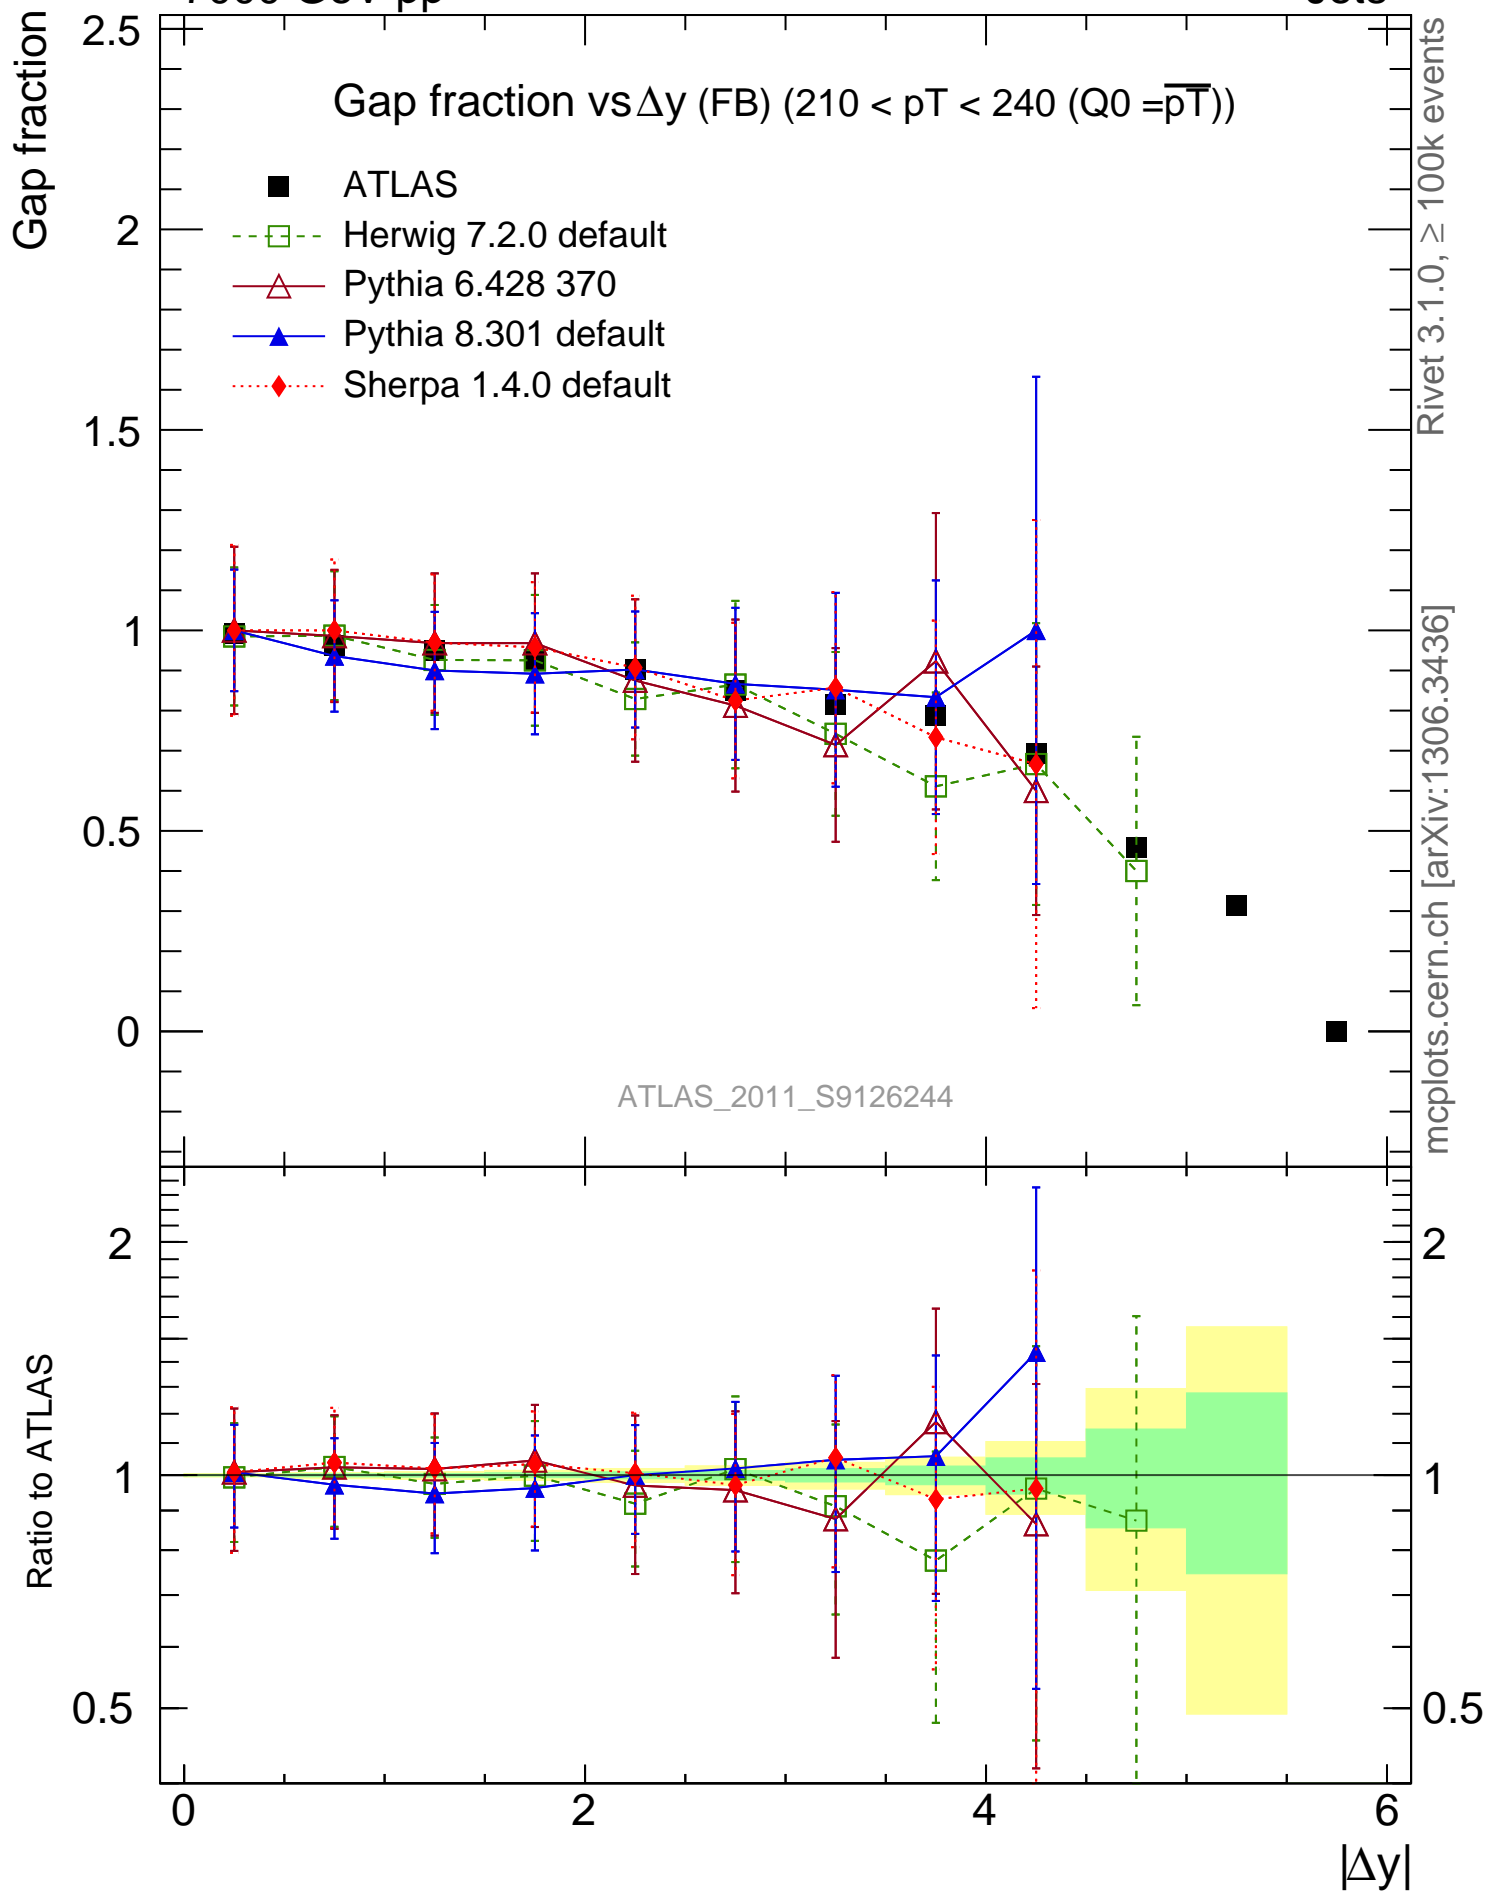 Gap fraction
Gap fraction vs Δy (FB) (210 < pT < 240 (Q0 =p̅T̅))
ATLAS
Herwig 7.2.0 default
Pythia 6.428 370
Pythia 8.301 default
Sherpa 1.4.0 default
2.5
2
1.5
1
0.5
0
ATLAS_2011_S9126244
Rivet 3.1.0, ≥ 100k events
mcplots.cern.ch [arXiv:1306.3436]
Ratio to ATLAS
2
1
0.5
2
1
0.5
0
2
4
6
|Δy|